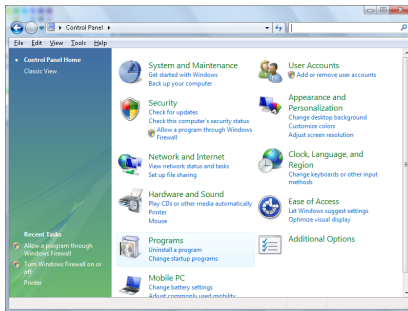 Control Panel
File Edit View Tools Help
Control Panel Home
Classic View
Recent Tasks
Allow a program through
Windows Firewall
Turn Windows Firewall on or
off
Printer
System and Maintenance
Get started with Windows
Back up your computer
Security
Check for updates
Check this computer's security status
Allow a program through Windows
Firewall
Network and Internet
View network status and tasks
Set up file sharing
Hardware and Sound
Play CDs or other media automatically
Printer
Mouse
Programs
Uninstall a program
Change startup programs
Mobile PC
Change battery settings
Adjust commonly used mobility
User Accounts
Add or remove user accounts
Appearance and
Personalization
Change desktop background
Customize colors
Adjust screen resolution
Clock, Language, and
Region
Change keyboards or other input
methods
Ease of Access
Let Windows suggest settings
Optimize visual display
Additional Options